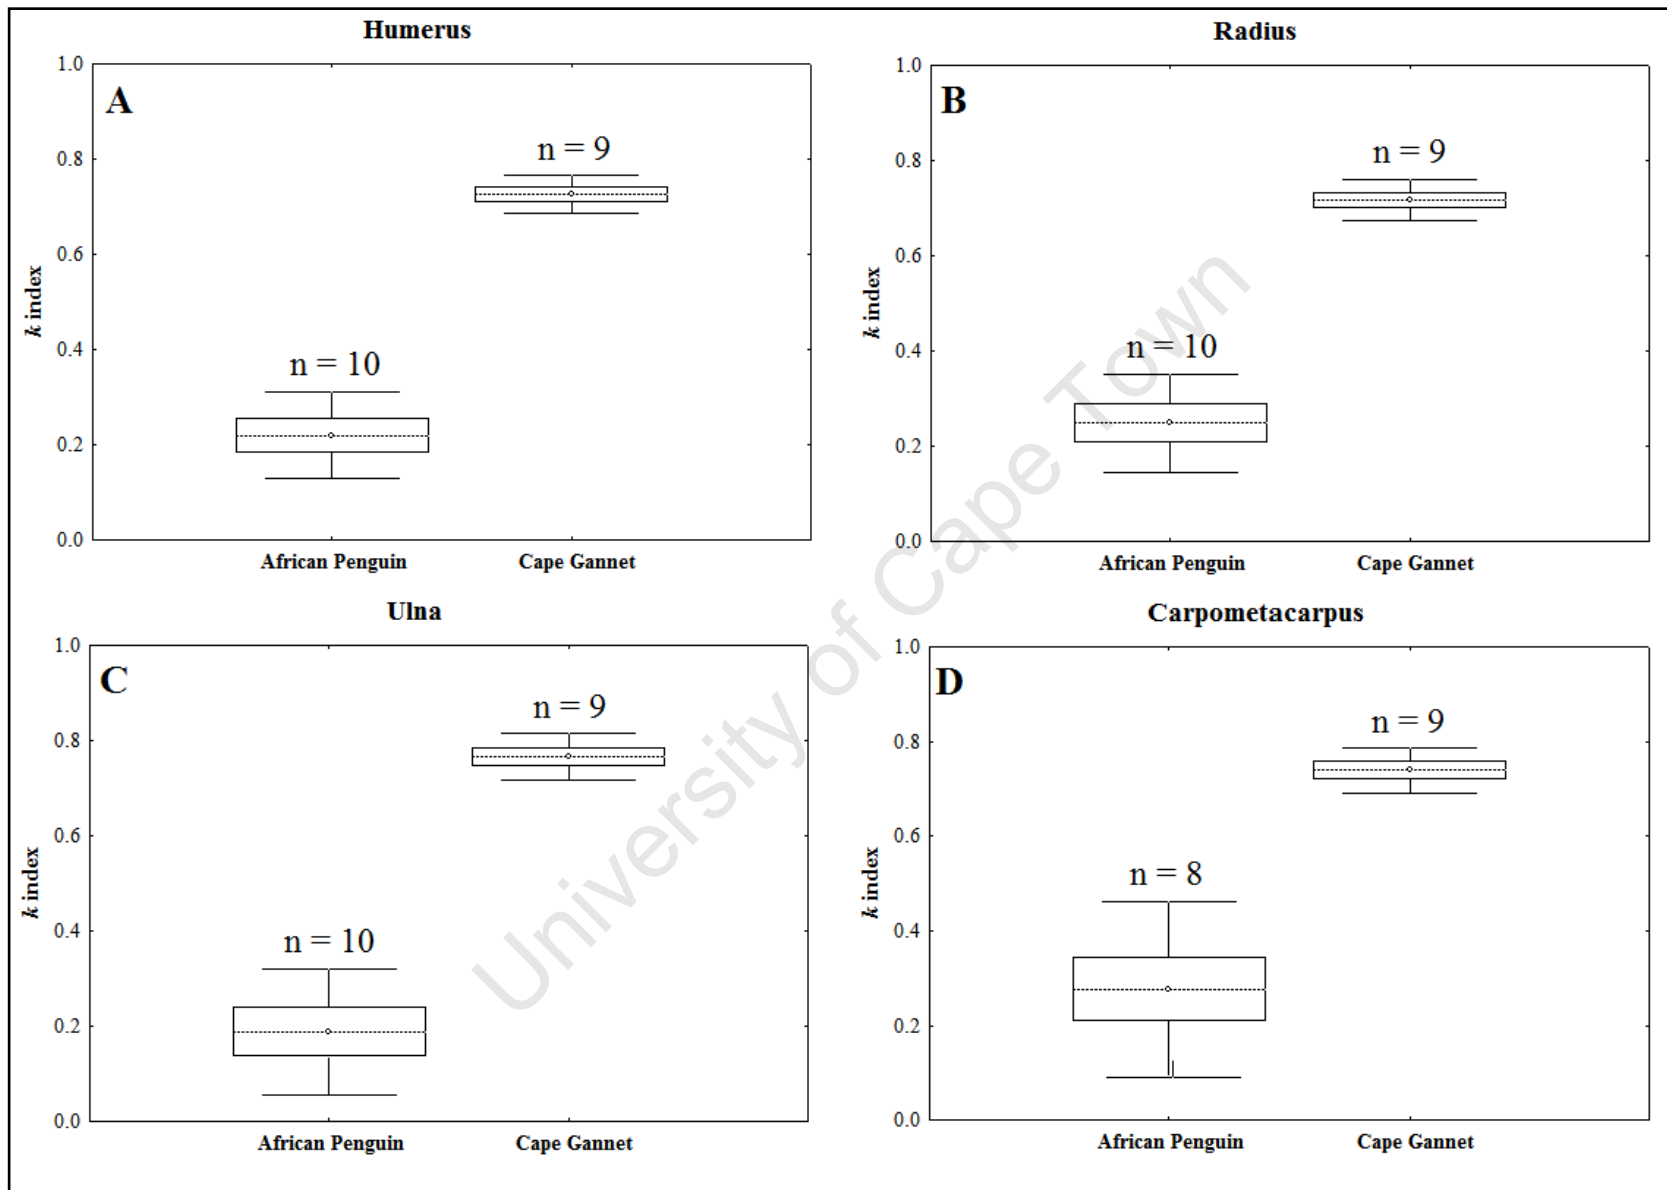 Humerus
A
1.0
0.8
0.6
0.4
0.2
0.0
k index
n = 10
n = 9
African Penguin
Cape Gannet
Radius
B
1.0
0.8
0.6
0.4
0.2
0.0
k index
n = 10
n = 9
African Penguin
Cape Gannet
Ulna
C
1.0
0.8
0.6
0.4
0.2
0.0
k index
n = 10
n = 9
African Penguin
Cape Gannet
Carpometacarpus
D
1.0
0.8
0.6
0.4
0.2
0.0
k index
n = 8
n = 9
African Penguin
Cape Gannet
University of Cape Town